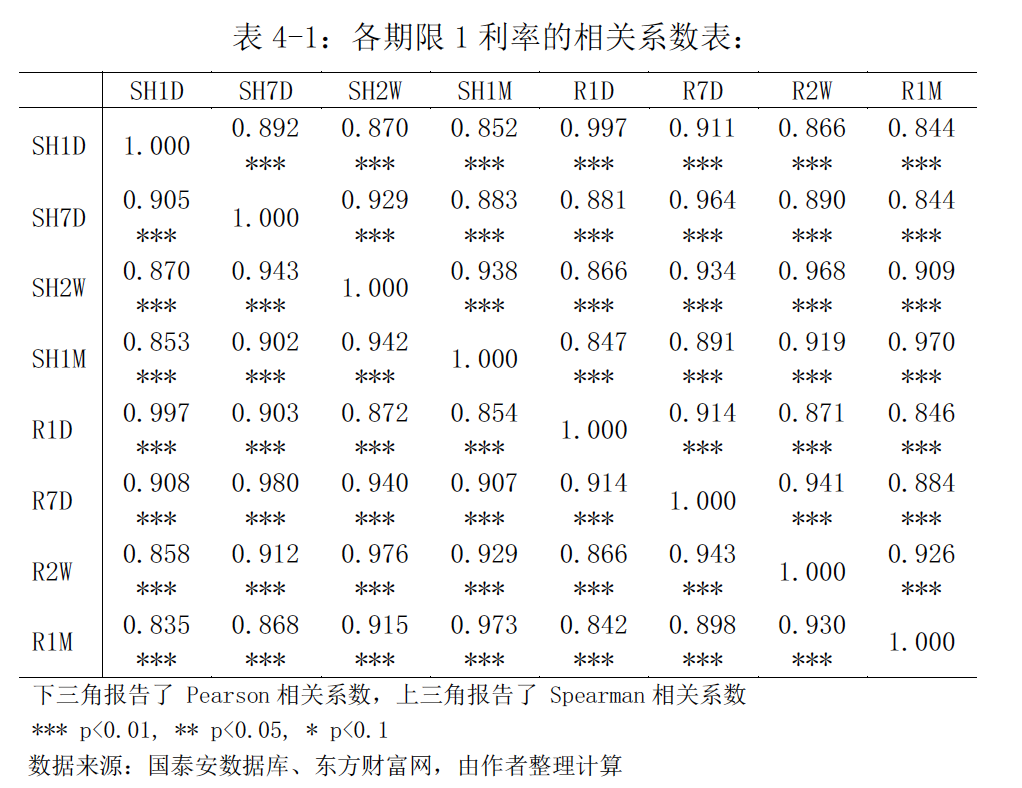 表 4-1：各期限 1 利率的相关系数表：
SH1D SH7D SH2W SH1M R1D R7D R2W R1M
SH1D 1.000 0.892 0.870 0.852 0.997 0.911 0.866 0.844
*** *** *** *** *** *** ***
SH7D 0.905 1.000 0.929 0.883 0.881 0.964 0.890 0.844
*** *** *** *** *** *** ***
SH2W 0.870 0.943 1.000 0.938 0.866 0.934 0.968 0.909
*** *** *** *** *** *** ***
SH1M 0.853 0.902 0.942 1.000 0.847 0.891 0.919 0.970
*** *** *** *** *** *** ***
R1D 0.997 0.903 0.872 0.854 1.000 0.914 0.871 0.846
*** *** *** *** *** *** ***
R7D 0.908 0.980 0.940 0.907 0.914 1.000 0.941 0.884
*** *** *** *** *** *** ***
R2W 0.858 0.912 0.976 0.929 0.866 0.943 1.000 0.926
*** *** *** *** *** *** ***
R1M 0.835 0.868 0.915 0.973 0.842 0.898 0.930 1.000
*** *** *** *** *** *** ***
下三角报告了 Pearson 相关系数，上三角报告了 Spearman 相关系数
*** p<0.01, ** p<0.05, * p<0.1
数据来源：国泰安数据库、东方财富网，由作者整理计算